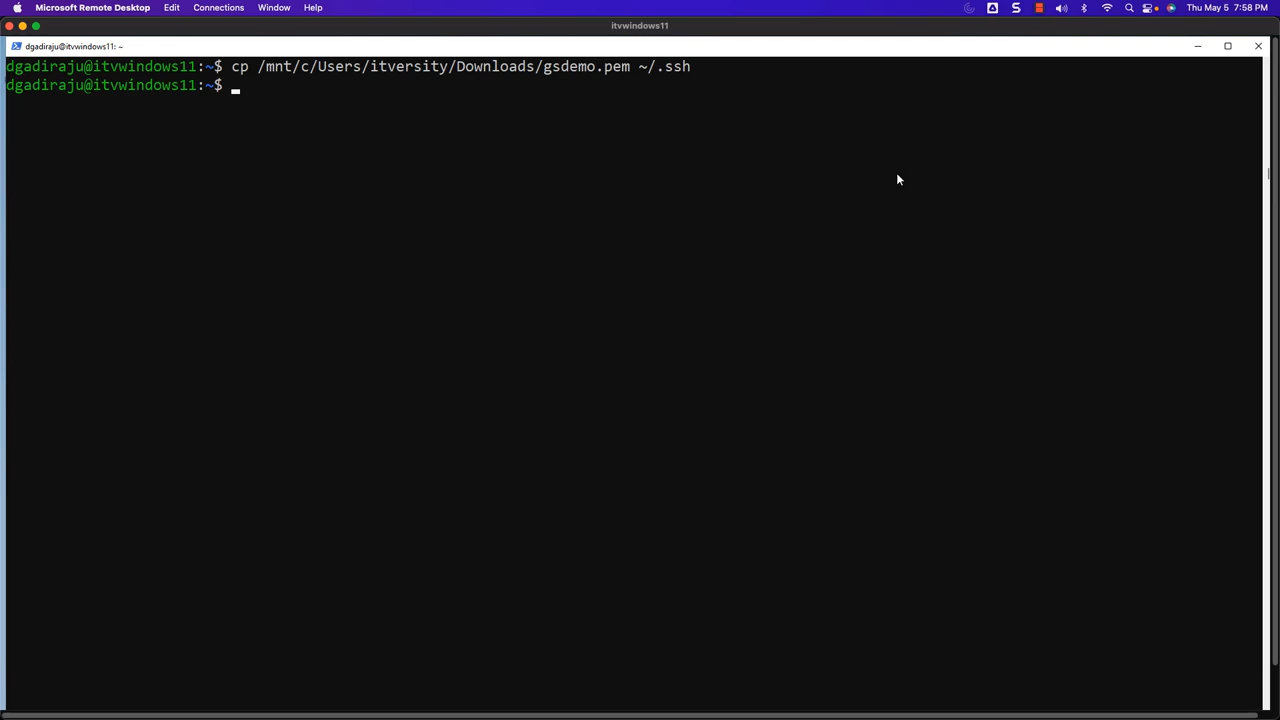 Microsoft Remote Desktop Edit Connections Window Help Thu May 5 7:58 PM
itvwindows11
dgadiraju@itvwindows11: ~
dgadiraju@itvwindows11:~$ cp /mnt/c/Users/itversity/Downloads/gsdemo.pem ~/.ssh
dgadiraju@itvwindows11:~$